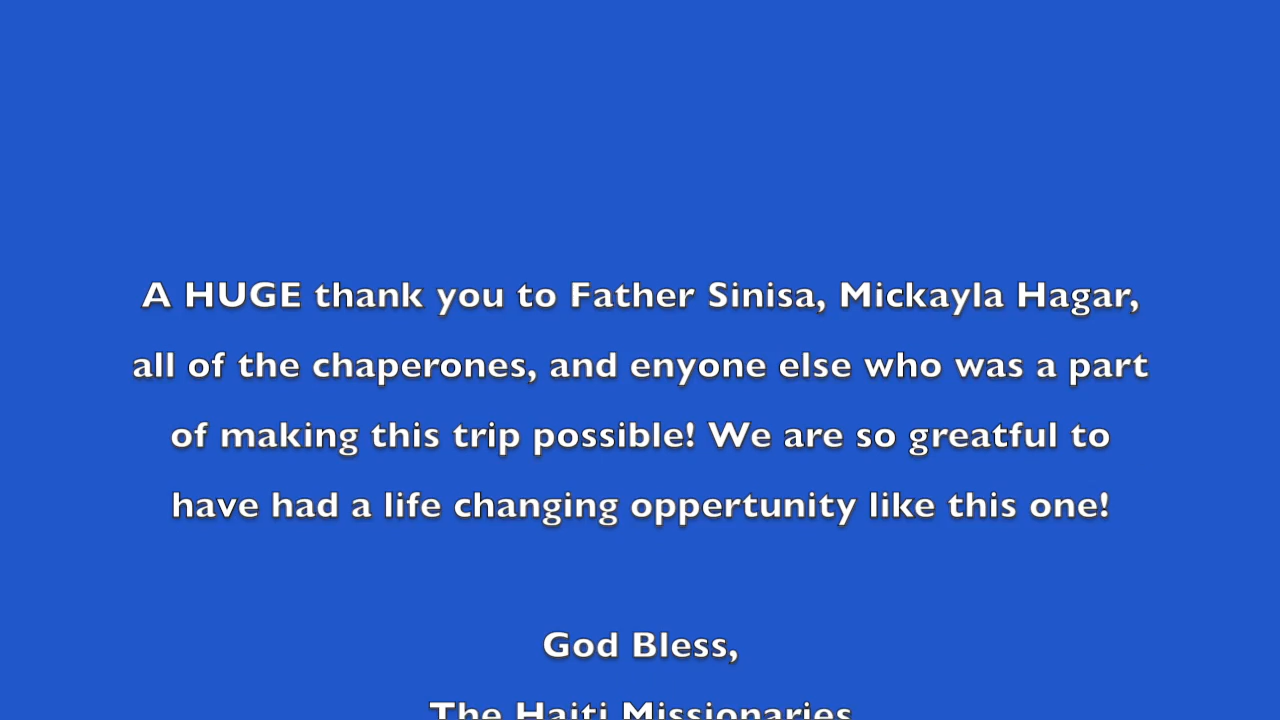 A HUGE thank you to Father Sinisa, Mickayla Hagar,
all of the chaperones, and enyone else who was a part
of making this trip possible! We are so greatful to
have had a life changing oppertunity like this one!
God Bless,
The Haiti Missionaries